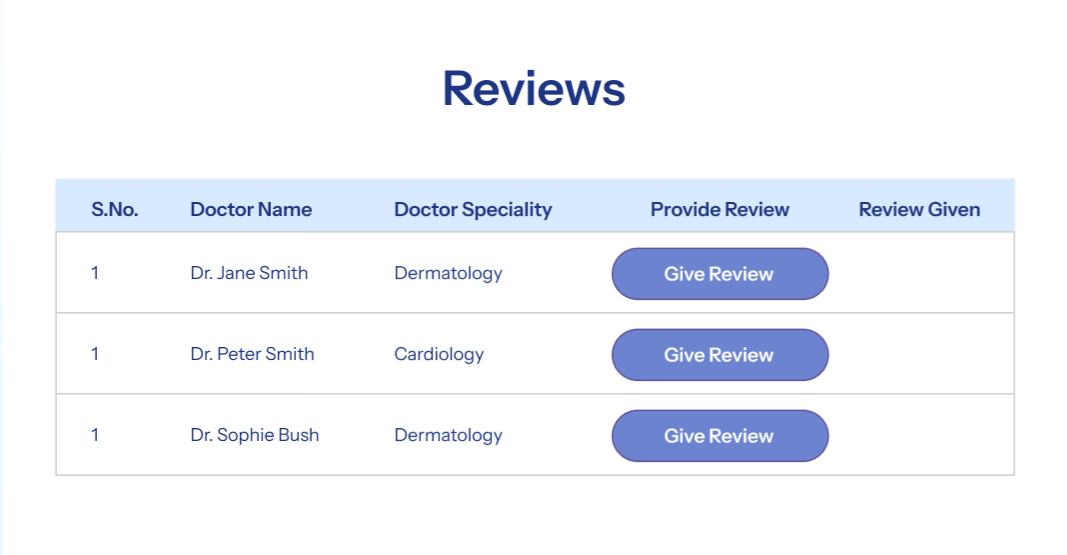 Reviews
S.No. Doctor Name Doctor Speciality Provide Review Review Given
1 Dr. Jane Smith Dermatology Give Review
1 Dr. Peter Smith Cardiology Give Review
1 Dr. Sophie Bush Dermatology Give Review